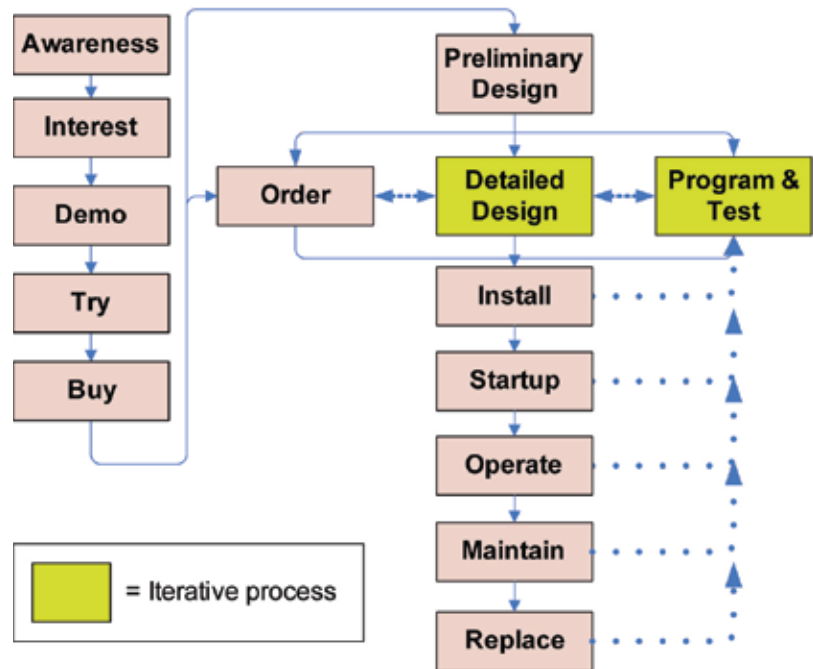 Awareness
Interest
Demo
Try
Buy
Preliminary
Design
Order
Detailed
Design
Program &
Test
Install
Startup
Operate
Maintain
Replace
= Iterative process